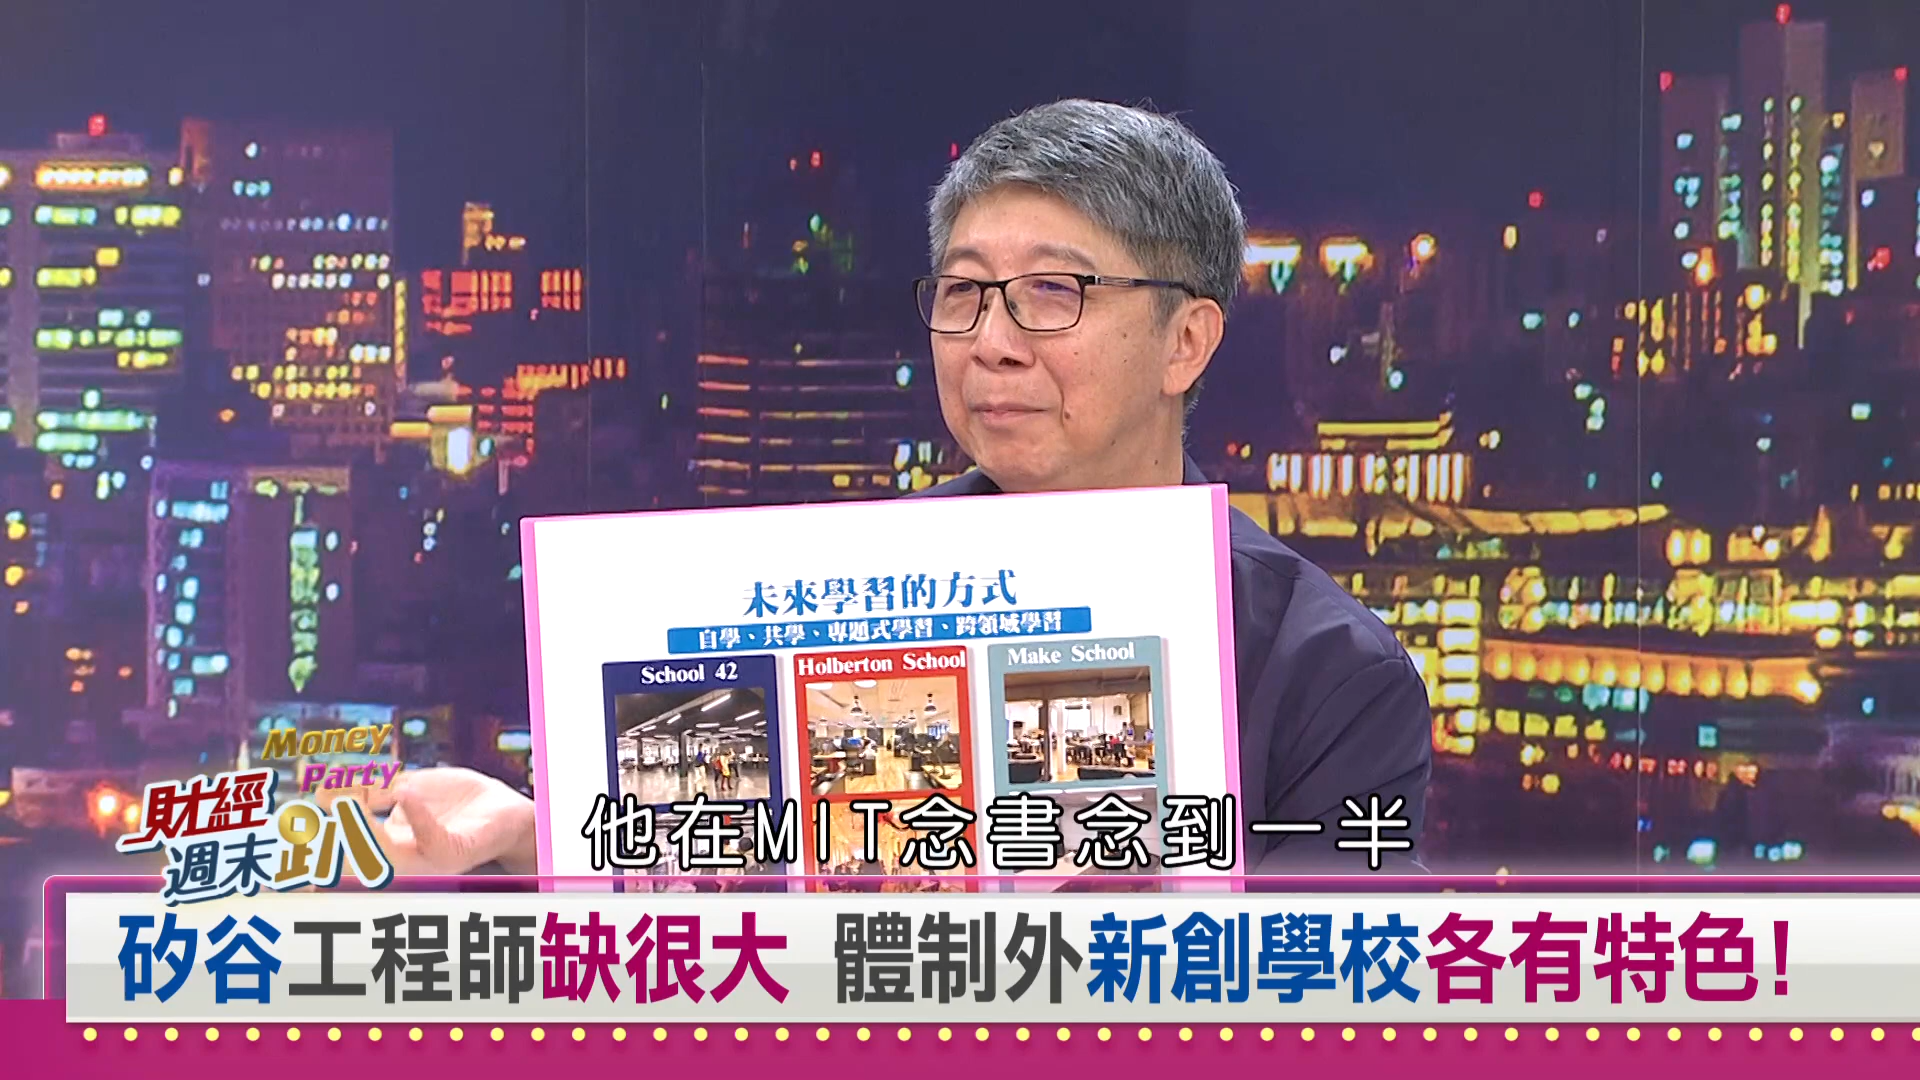 未來學習的方式
自學、共學、專題式學習、跨領域學習
School 42
Holberton School
Make School
Money
Party
財經
週末趴
他在MIT念書念到一半
矽谷工程師缺很大 體制外新創學校各有特色!